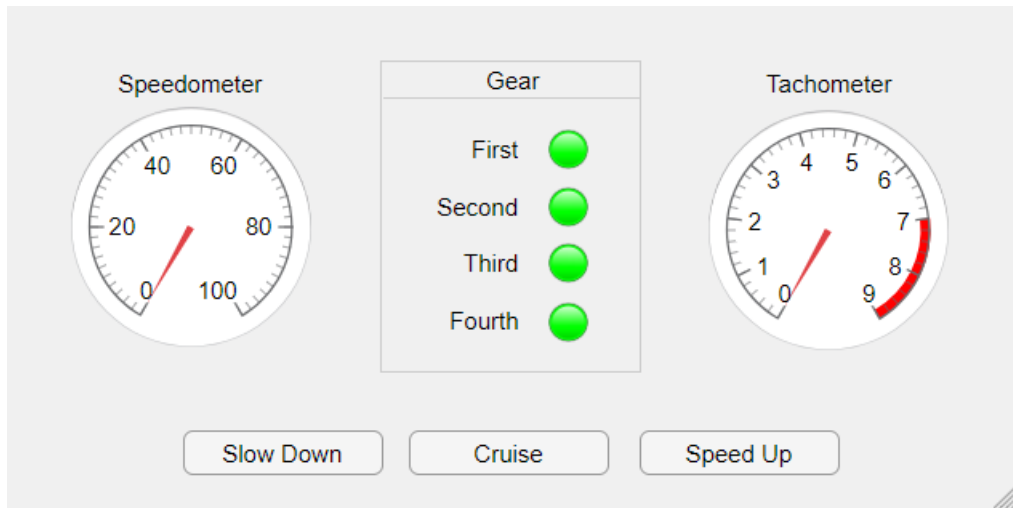 Speedometer
0
20
40
60
80
100
Gear
First
Second
Third
Fourth
Tachometer
0
1
2
3
4
5
6
7
8
9
Slow Down
Cruise
Speed Up